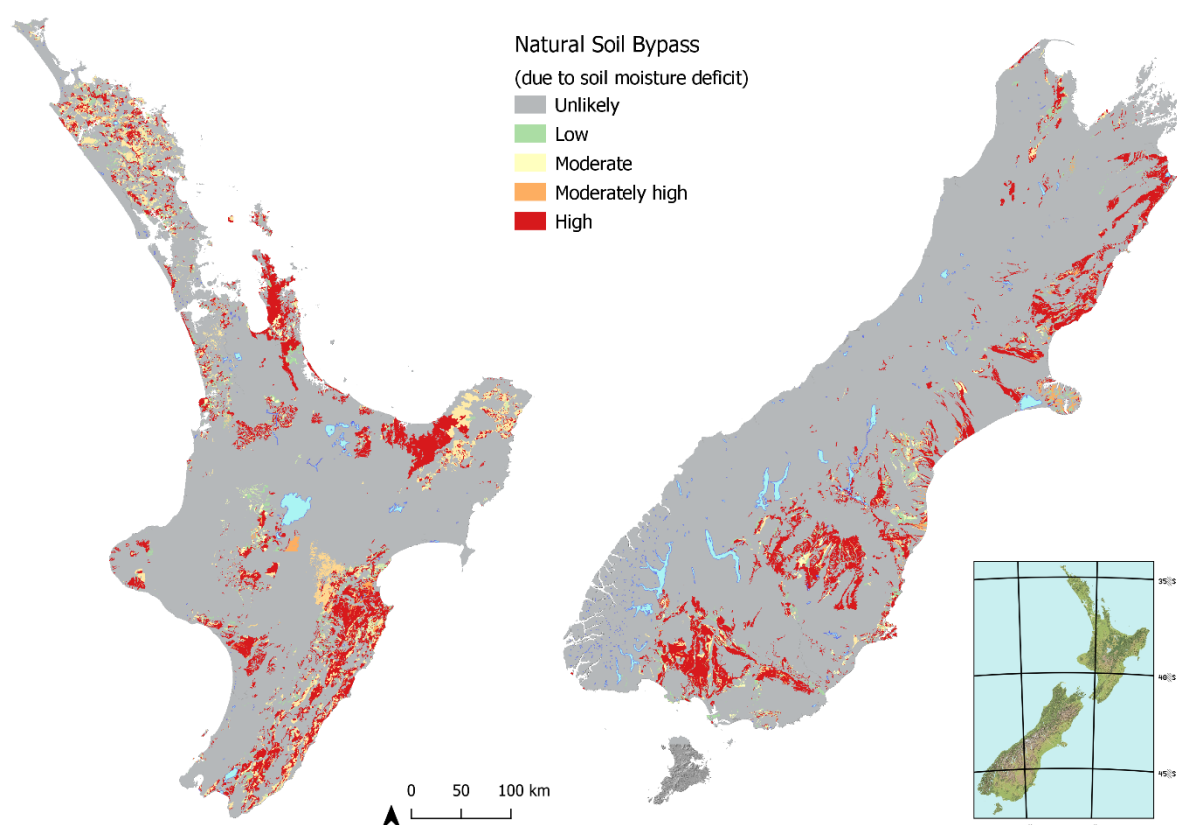 Natural Soil Bypass
(due to soil moisture deficit)
Unlikely
Low
Moderate
Moderately high
High
0 50 100 km
35°S
40°S
45°S